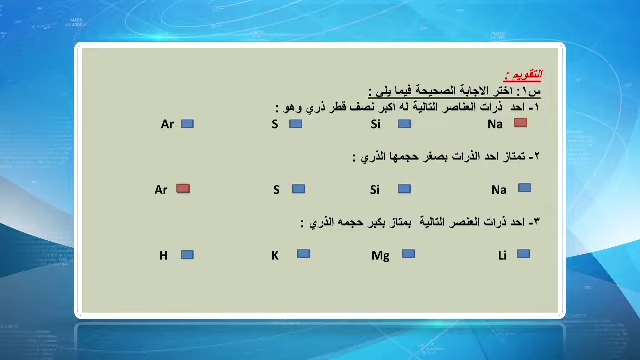 التقويم :
س١: اختر الاجابة الصحيحة فيما يلي :
١- احد ذرات العناصر التالية له اكبر نصف قطر ذري وهو :
Na Si S Ar
٢- تمتاز احد الذرات بصغر حجمها الذري :
Na Si S Ar
٣- احد ذرات العنصر التالية يمتاز بكبر حجمه الذري :
Li Mg K H